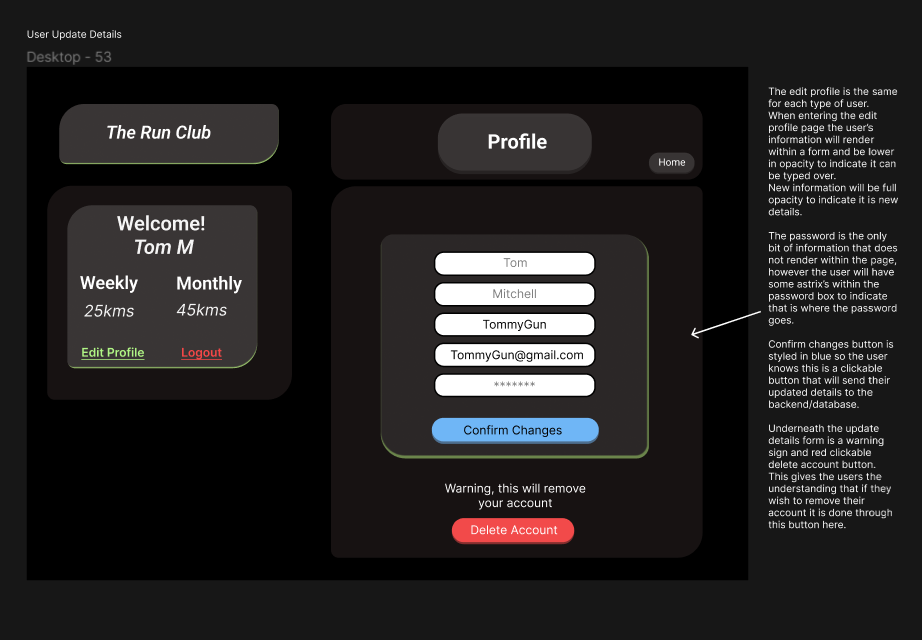 User Update Details
Desktop - 53
The Run Club
Profile
Home
Welcome!
Tom M
Weekly
Monthly
25kms
45kms
Edit Profile
Logout
Tom
Mitchell
TommyGun
TommyGun@gmail.com
*******
Confirm Changes
Warning, this will remove
your account
Delete Account
The edit profile is the same
for each type of user.
When entering the edit
profile page the user's
information will render
within a form and be lower
in opacity to indicate it can
be typed over.
New information will be full
opacity to indicate it is new
details.
The password is the only
bit of information that does
not render within the page,
however the user will have
some astrix's within the
password box to indicate
that is where the password
goes.
Confirm changes button is
styled in blue so the user
knows this is a clickable
button that will send their
updated details to the
backend/database.
Underneath the update
details form is a warning
sign and red clickable
delete account button.
This gives the users the
understanding that if they
wish to remove their
account it is done through
this button here.